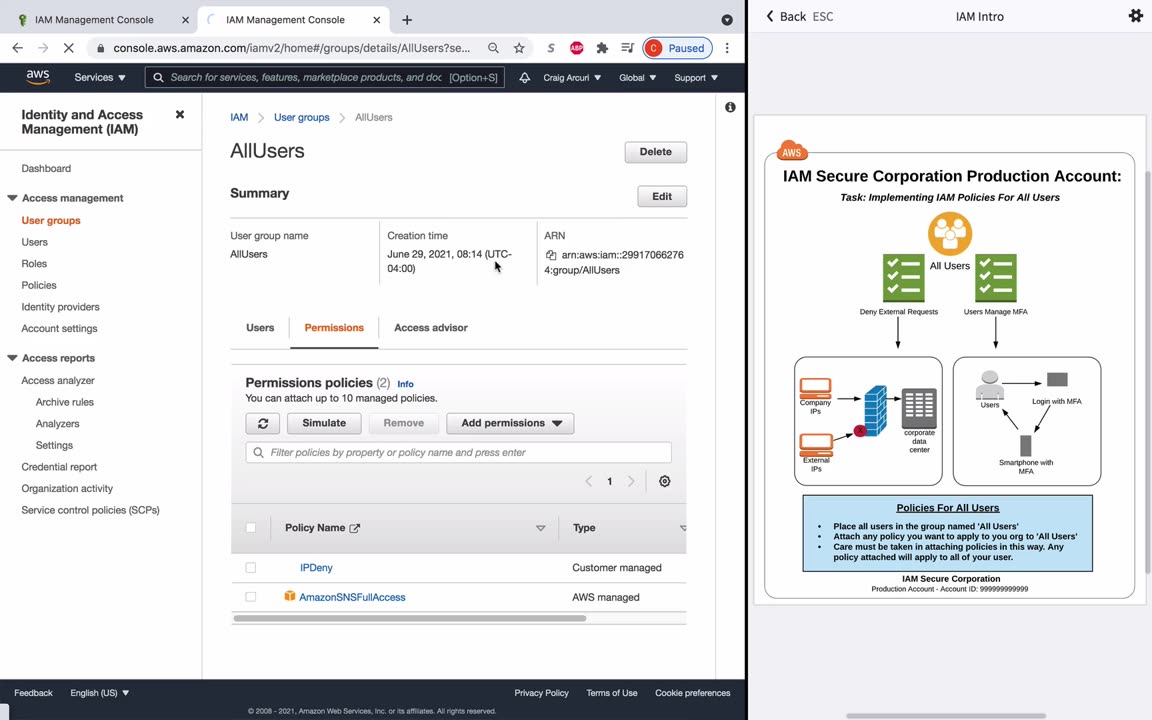 IAM Management Console
IAM Management Console
console.aws.amazon.com/iamv2/home#/groups/details/AllUsers?se...
S
ABP
C Paused
aws
Services
Search for services, features, marketplace products, and doc [Option+S]
Craig Arcuri
Global
Support
Identity and Access
Management (IAM)
Dashboard
Access management
User groups
Users
Roles
Policies
Identity providers
Account settings
Access reports
Access analyzer
Archive rules
Analyzers
Settings
Credential report
Organization activity
Service control policies (SCPs)
IAM
User groups
AllUsers
AllUsers
Delete
Summary
Edit
User group name
AllUsers
Creation time
June 29, 2021, 08:14 (UTC-
04:00)
ARN
arn:aws:iam::29917066276
4:group/AllUsers
Users
Permissions
Access advisor
Permissions policies (2) Info
You can attach up to 10 managed policies.
Simulate
Remove
Add permissions
Filter policies by property or policy name and press enter
1
Policy Name
Type
IPDeny
Customer managed
AmazonSNSFullAccess
AWS managed
Feedback
English (US)
Privacy Policy
Terms of Use
Cookie preferences
© 2008 - 2021, Amazon Web Services, Inc. or its affiliates. All rights reserved.
Back ESC
IAM Intro
AWS
IAM Secure Corporation Production Account:
Task: Implementing IAM Policies For All Users
All Users
Deny External Requests
Users Manage MFA
Company
IPs
External
IPs
X
corporate
data
center
Users
Login with MFA
Smartphone with
MFA
Policies For All Users
• Place all users in the group named 'All Users'
• Attach any policy you want to apply to you org to 'All Users'
• Care must be taken in attaching policies in this way. Any
policy attached will apply to all of your user.
IAM Secure Corporation
Production Account - Account ID: 999999999999